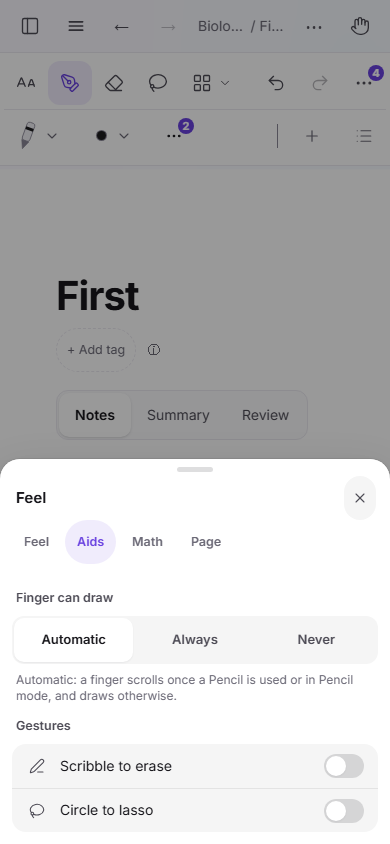 Biolo... / Fi...
AA
4
2
First
+ Add tag
Notes Summary Review
Feel
Feel Aids Math Page
Finger can draw
Automatic Always Never
Automatic: a finger scrolls once a Pencil is used or in Pencil
mode, and draws otherwise.
Gestures
Scribble to erase
Circle to lasso